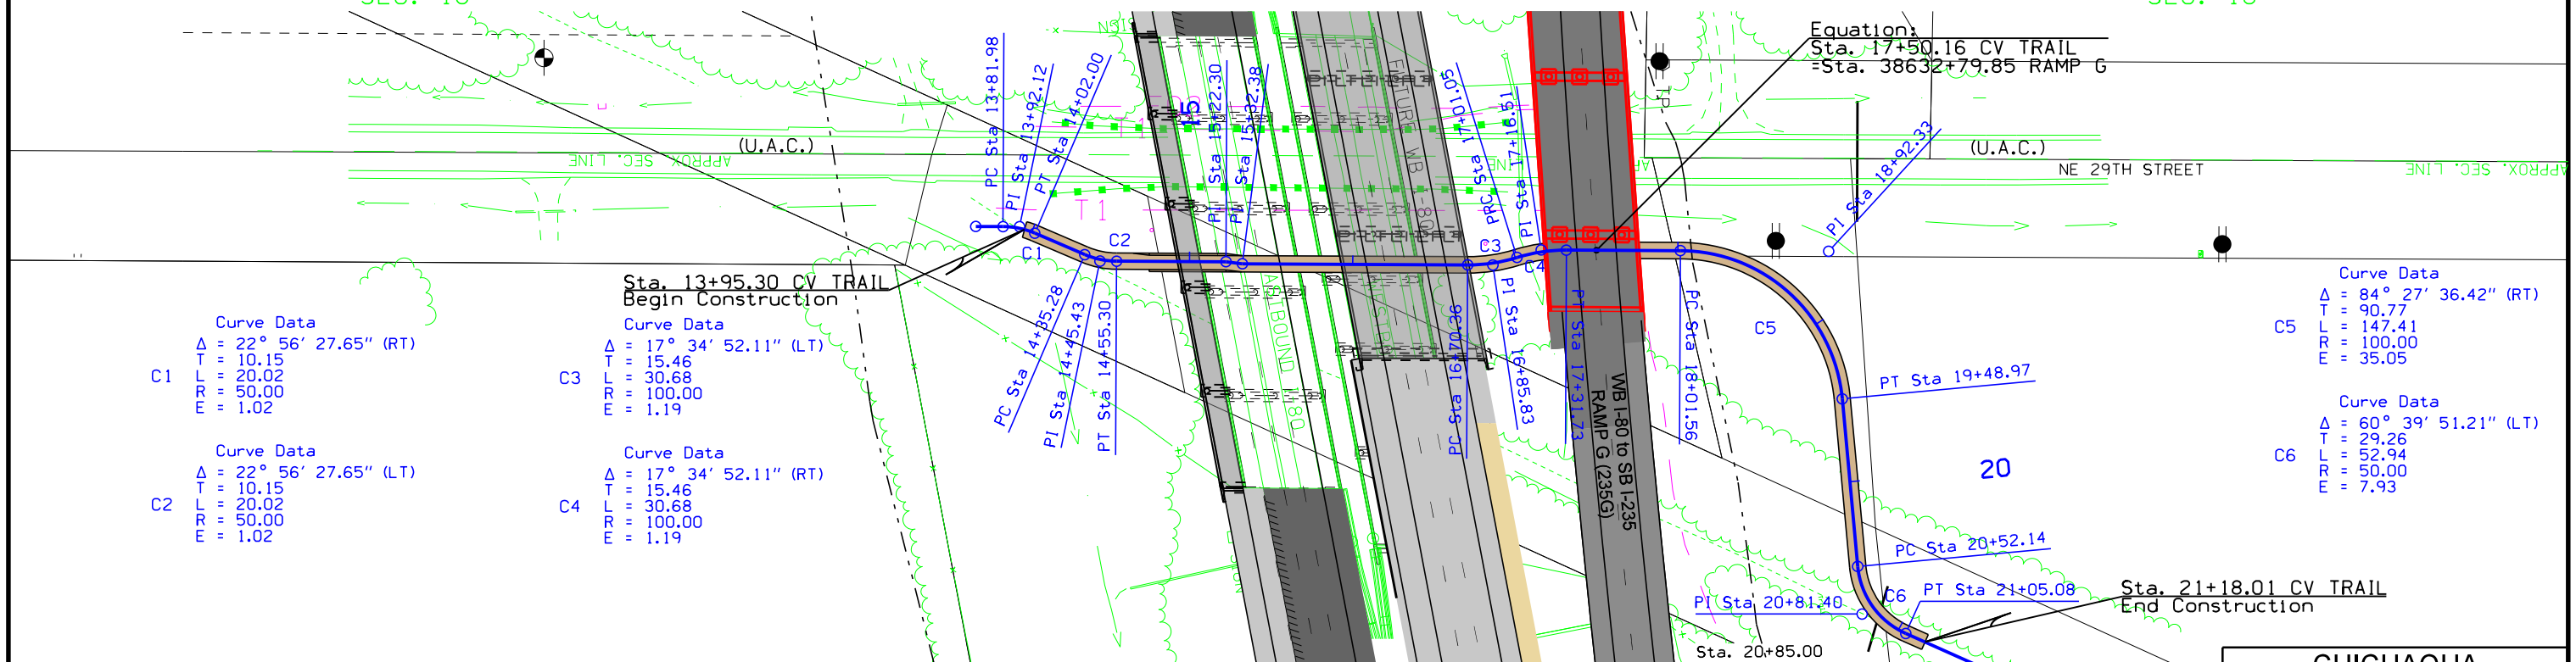 Equation:
Sta. 17+50.16 CV TRAIL
=Sta. 38632+79.85 RAMP G
PC Sta 13+81.98
PI Sta 13+92.12
PT Sta 14+02.00
15
PI Sta 15+22.30
PI Sta 15+32.38
PRC Sta 17+01.05
PI Sta 17+16.51
PI Sta 18+92.33
(U.A.C.)
(U.A.C.)
APPROX. SEC. LINE
NE 29TH STREET
APPROX. SEC. LINE
T1
C1
C2
C3
C4
C5
C6
Sta. 13+95.30 CV TRAIL
Begin Construction
PC Sta 14+35.28
PI Sta 14+45.43
PT Sta 14+55.30
PC Sta 16+70.36
PI Sta 16+85.83
PT Sta 17+31.73
PC Sta 18+01.56
WB I-80 to SB I-235
RAMP G (235G)
PT Sta 19+48.97
20
PC Sta 20+52.14
PI Sta 20+81.40
PT Sta 21+05.08
Sta. 21+18.01 CV TRAIL
End Construction
Sta. 20+85.00
Curve Data
Δ = 22° 56' 27.65" (RT)
T = 10.15
C1 L = 20.02
R = 50.00
E = 1.02
Curve Data
Δ = 22° 56' 27.65" (LT)
T = 10.15
C2 L = 20.02
R = 50.00
E = 1.02
Curve Data
Δ = 17° 34' 52.11" (LT)
T = 15.46
C3 L = 30.68
R = 100.00
E = 1.19
Curve Data
Δ = 17° 34' 52.11" (RT)
T = 15.46
C4 L = 30.68
R = 100.00
E = 1.19
Curve Data
Δ = 84° 27' 36.42" (RT)
T = 90.77
C5 L = 147.41
R = 100.00
E = 35.05
Curve Data
Δ = 60° 39' 51.21" (LT)
T = 29.26
C6 L = 52.94
R = 50.00
E = 7.93